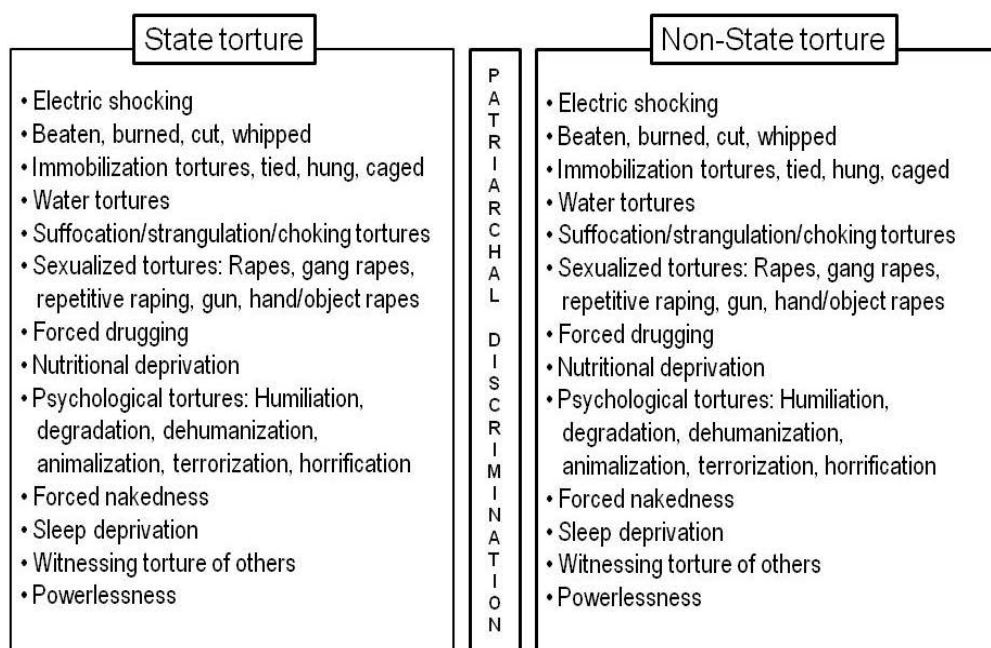 State torture
• Electric shocking
• Beaten, burned, cut, whipped
• Immobilization tortures, tied, hung, caged
• Water tortures
• Suffocation/strangulation/choking tortures
• Sexualized tortures: Rapes, gang rapes,
repetitive raping, gun, hand/object rapes
• Forced drugging
• Nutritional deprivation
• Psychological tortures: Humiliation,
degradation, dehumanization,
animalization, terrorization, horrification
• Forced nakedness
• Sleep deprivation
• Witnessing torture of others
• Powerlessness
PATRIARCHAL DISCRIMINATION
Non-State torture
• Electric shocking
• Beaten, burned, cut, whipped
• Immobilization tortures, tied, hung, caged
• Water tortures
• Suffocation/strangulation/choking tortures
• Sexualized tortures: Rapes, gang rapes,
repetitive raping, gun, hand/object rapes
• Forced drugging
• Nutritional deprivation
• Psychological tortures: Humiliation,
degradation, dehumanization,
animalization, terrorization, horrification
• Forced nakedness
• Sleep deprivation
• Witnessing torture of others
• Powerlessness